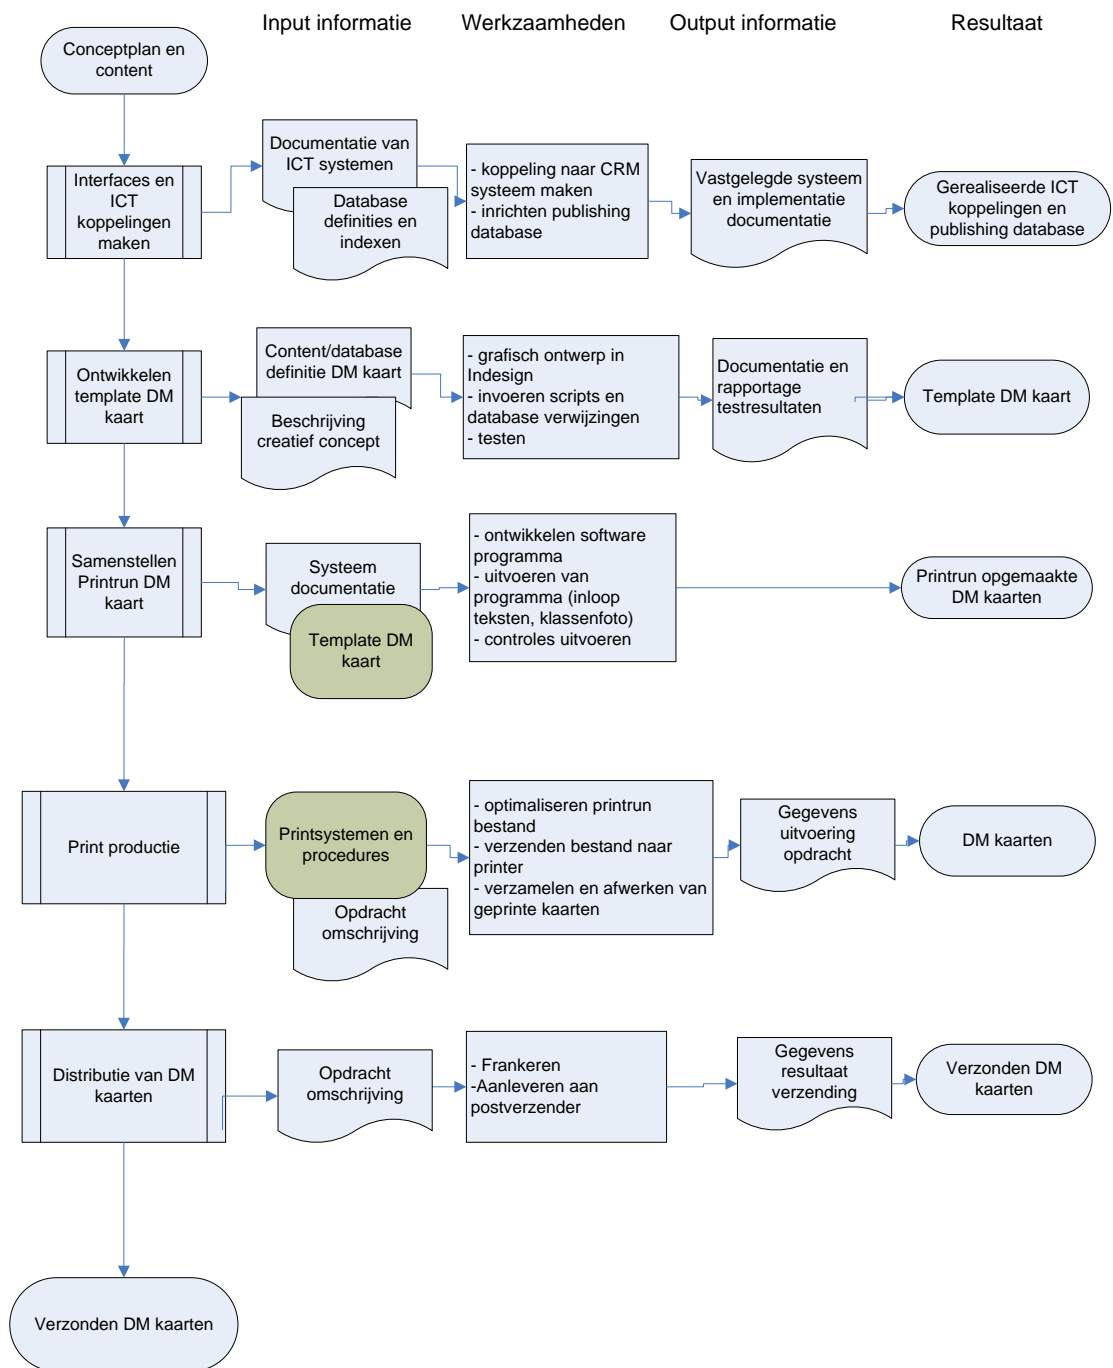 Input informatie
Werkzaamheden
Output informatie
Resultaat
Conceptplan en
content
Interfaces en
ICT
koppelingen
maken
Documentatie van
ICT systemen
Database
definities en
indexen
- koppeling naar CRM
systeem maken
- inrichten publishing
database
Vastgelegde systeem
en implementatie
documentatie
Gerealiseerde ICT
koppelingen en
publishing database
Ontwikkelen
template DM
kaart
Content/database
definitie DM kaart
Beschrijving
creatief concept
- grafisch ontwerp in
Indesign
- invoeren scripts en
database verwijzingen
- testen
Documentatie en
rapportage
testresultaten
Template DM kaart
Samenstellen
Printrun DM
kaart
Systeem
documentatie
Template DM
kaart
- ontwikkelen software
programma
- uitvoeren van
programma (inloop
teksten, klassenfoto)
- controles uitvoeren
Printrun opgemaakte
DM kaarten
Print productie
Printsystemen en
procedures
Opdracht
omschrijving
- optimaliseren printrun
bestand
- verzenden bestand naar
printer
- verzamelen en afwerken van
geprinte kaarten
Gegevens
uitvoering
opdracht
DM kaarten
Distributie van DM
kaarten
Opdracht
omschrijving
- Frankeren
-Aanleveren aan
postverzender
Gegevens
resultaat
verzending
Verzonden DM
kaarten
Verzonden DM kaarten